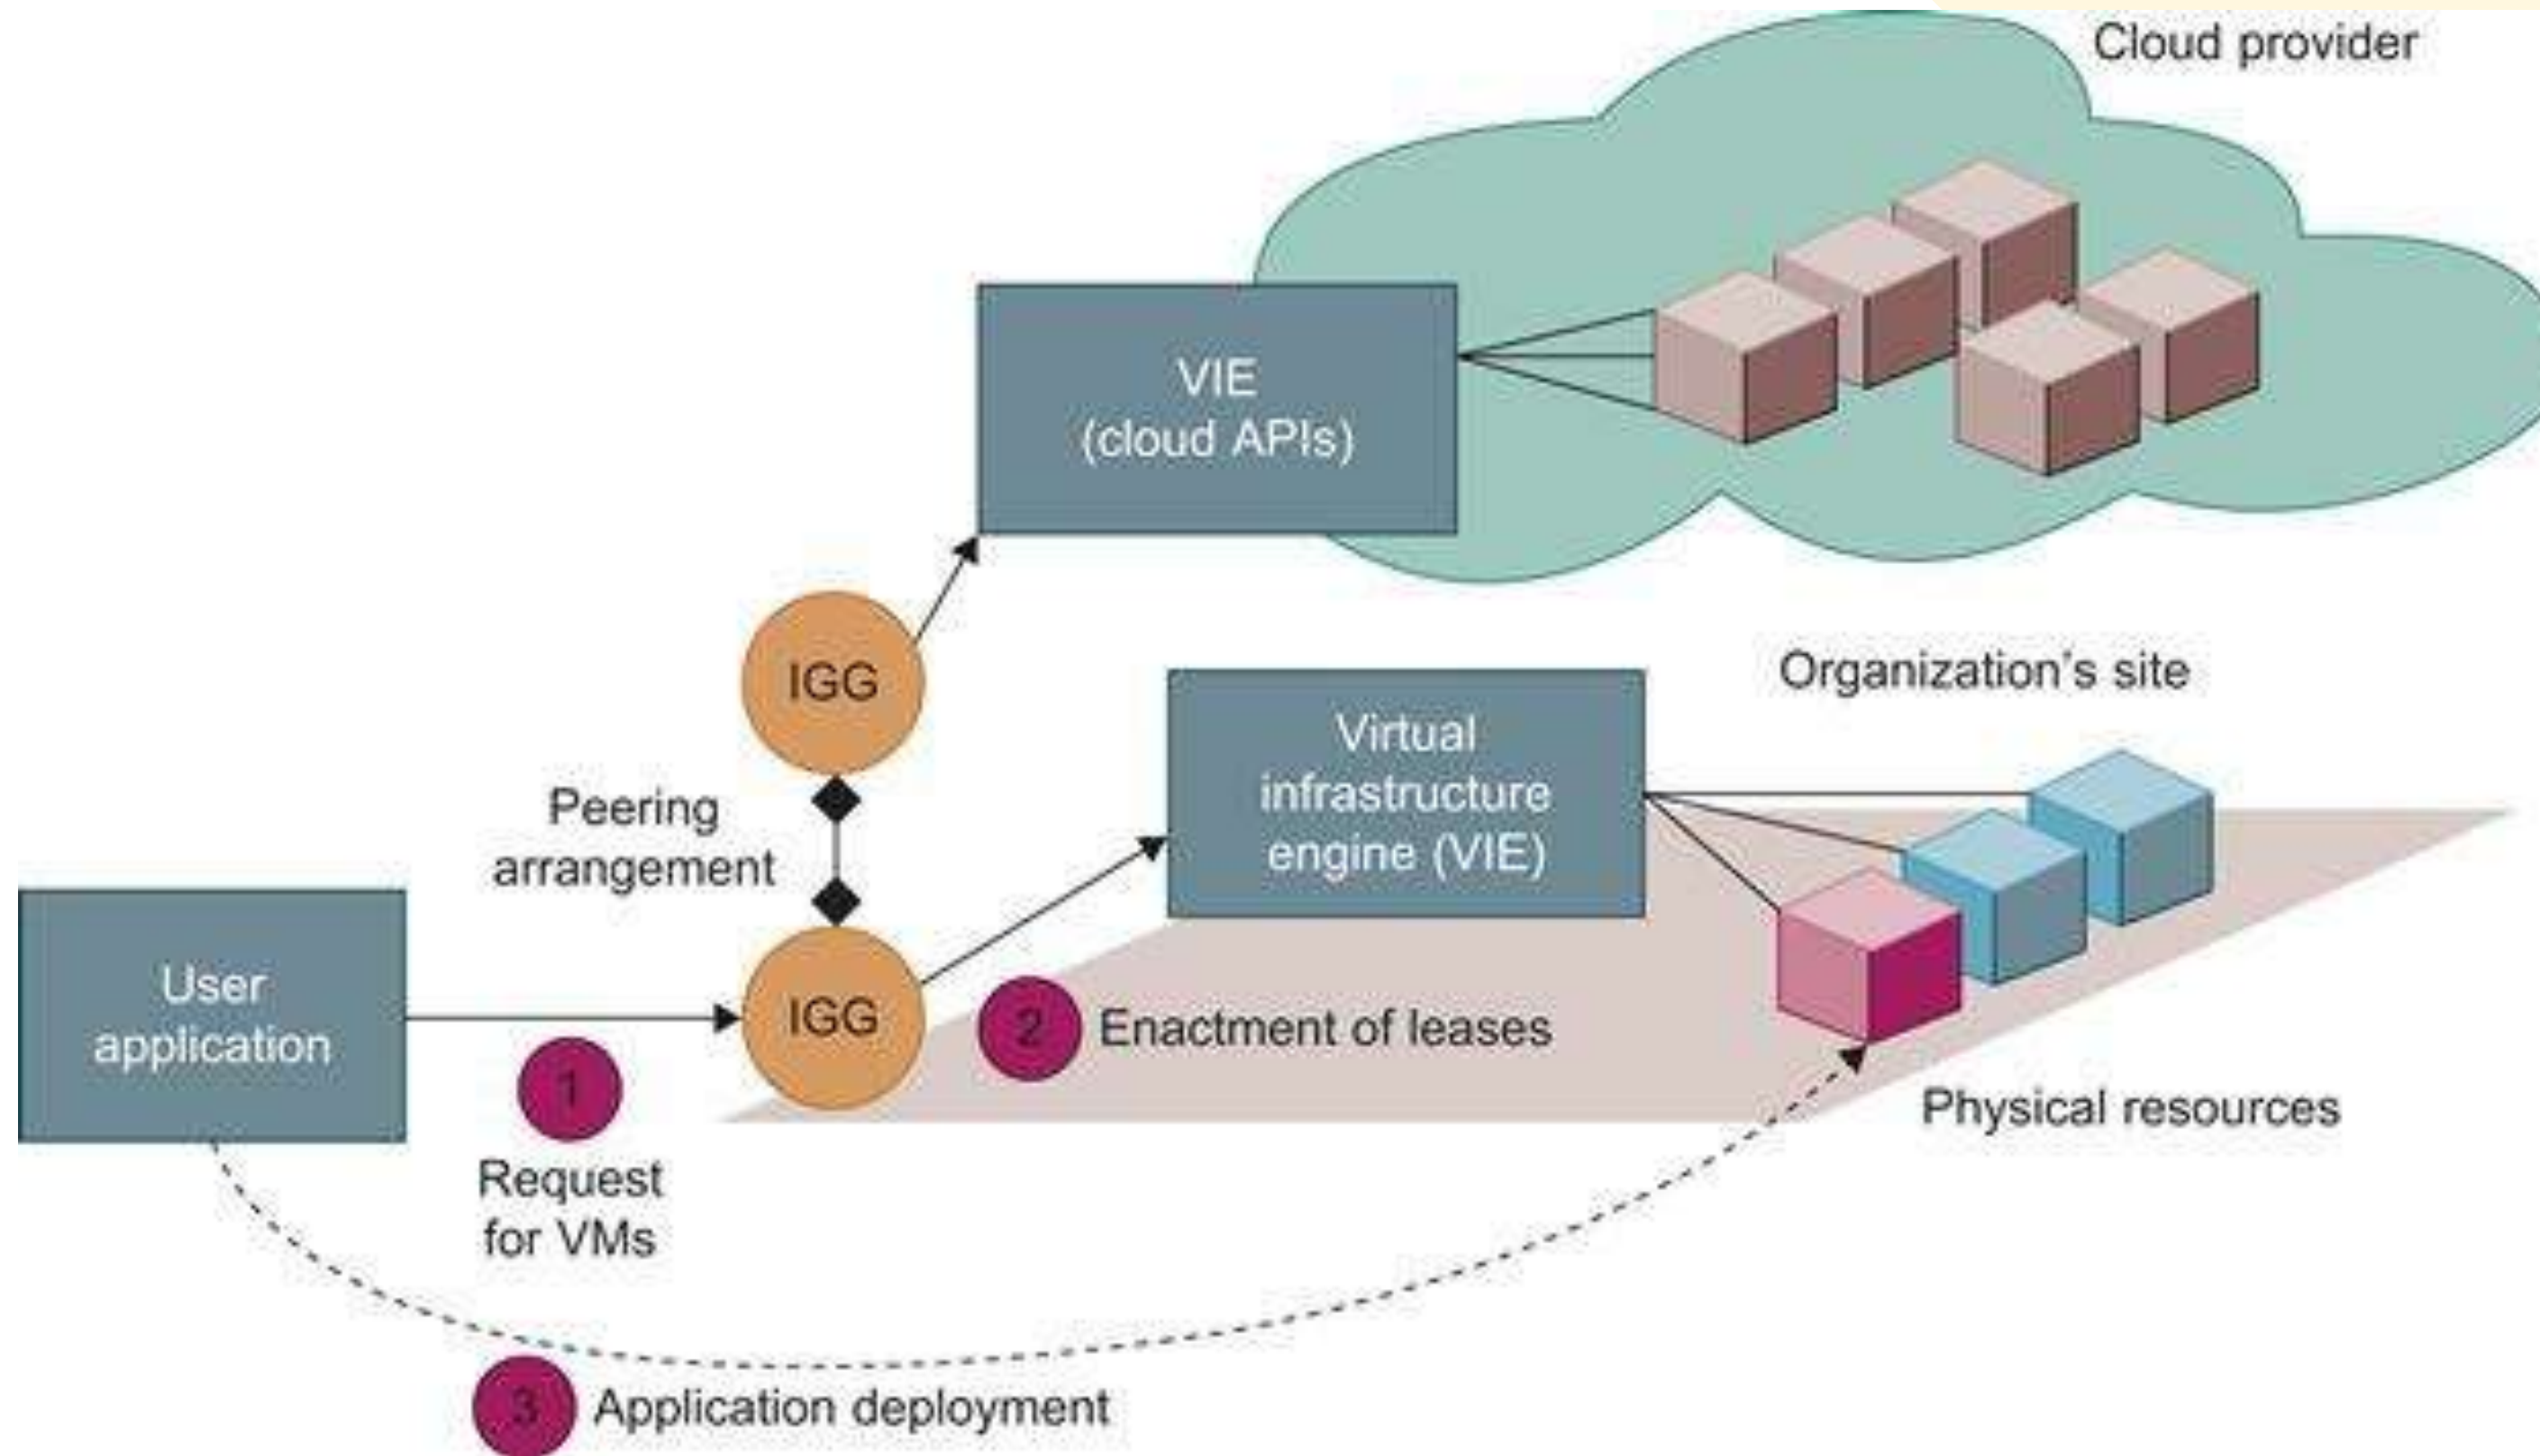 Cloud provider
VIE
(cloud APIs)
IGG
Organization's site
Virtual
infrastructure
engine (VIE)
Peering
arrangement
User
application
IGG
2 Enactment of leases
1
Request
for VMs
Physical resources
3 Application deployment